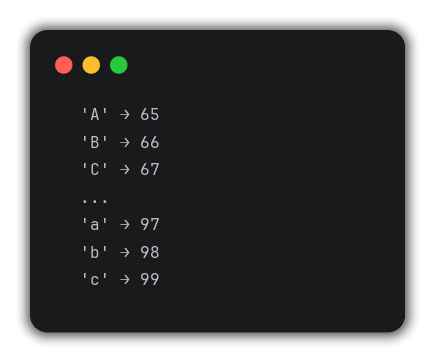 'A' → 65
'B' → 66
'C' → 67
...
'a' → 97
'b' → 98
'c' → 99